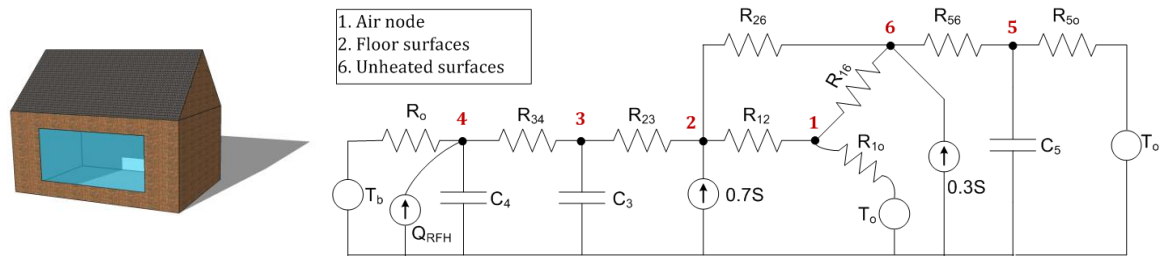 1. Air node
2. Floor surfaces
6. Unheated surfaces
R26
6
R56
5
R5o
R16
Ro
4
R34
3
R23
2
R12
1
R1o
Tb
QRFH
C4
C3
0.7S
To
0.3S
C5
To